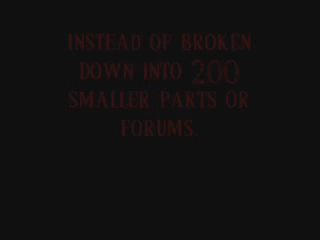 INSTEAD OF BROKEN
DOWN INTO 200
SMALLER PARTS OR
FORUMS.